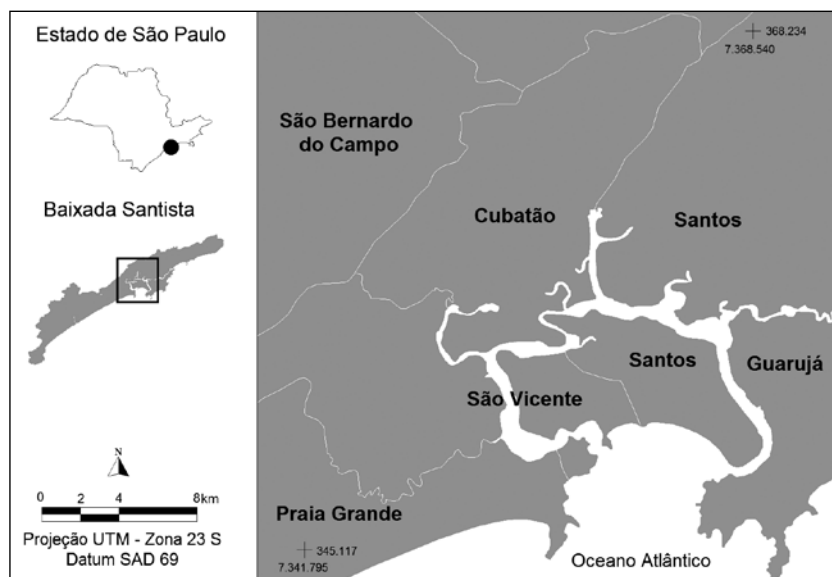 Estado de São Paulo
Baixada Santista
N
0 2 4 8km
Projeção UTM - Zona 23 S
Datum SAD 69
368.234
7.368.540
São Bernardo
do Campo
Cubatão
Santos
Santos
Guarujá
São Vicente
Praia Grande
345.117
7.341.795
Oceano Atlântico